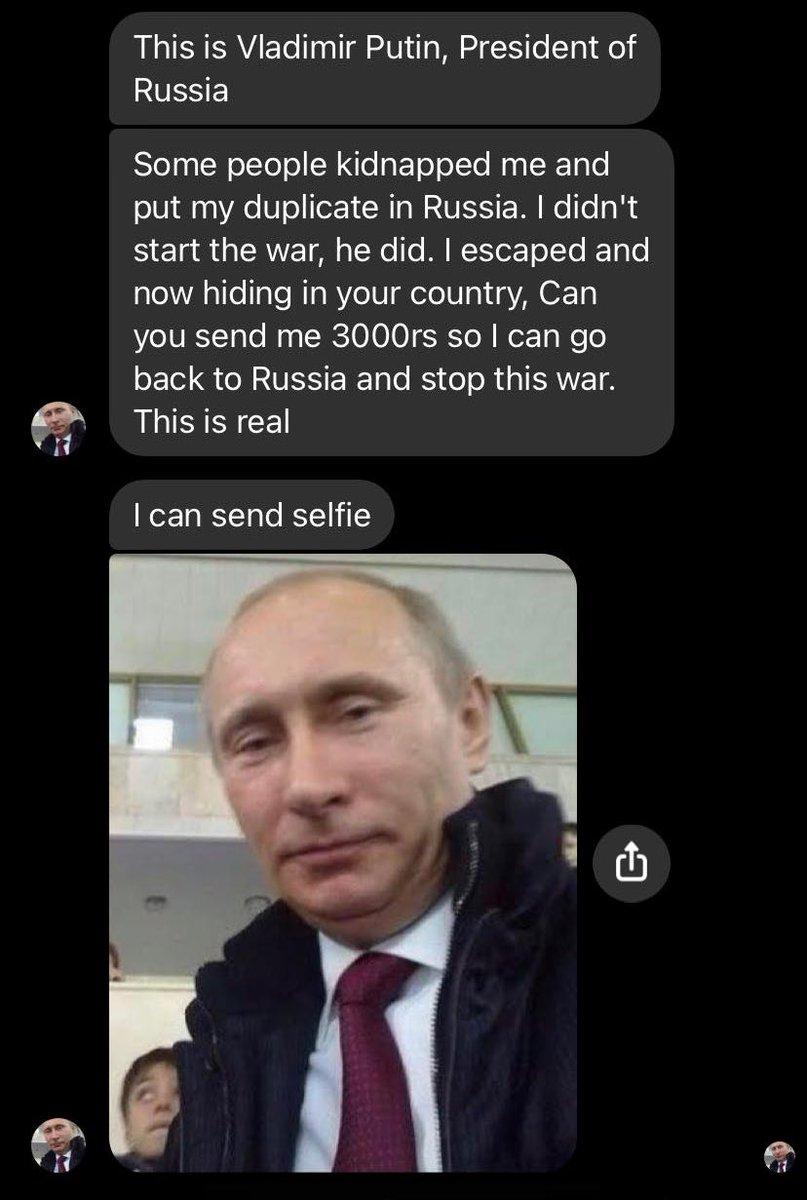 This is Vladimir Putin, President of
Russia
Some people kidnapped me and
put my duplicate in Russia. I didn't
start the war, he did. I escaped and
now hiding in your country, Can
you send me 3000rs so I can go
back to Russia and stop this war.
This is real
I can send selfie